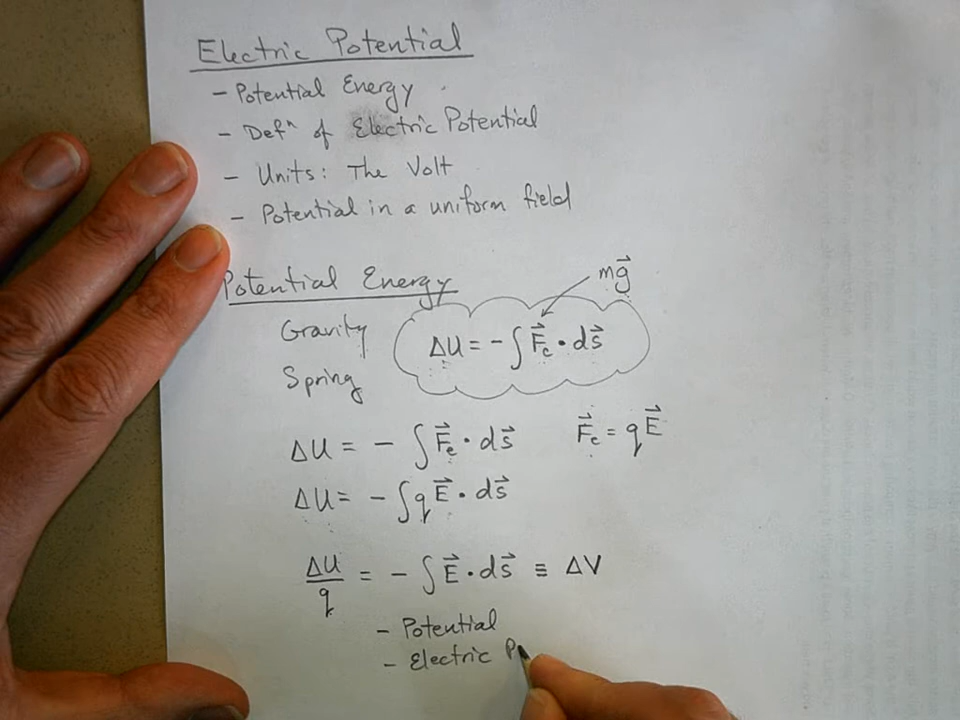 Electric Potential
- Potential Energy
- Defⁿ of Electric Potential
- Units: The Volt
- Potential in a uniform field
Potential Energy
mg⃗
Gravity
ΔU = - ∫ F⃗c • ds⃗
Spring
ΔU = - ∫ F⃗e • ds⃗ F⃗e = qE⃗
ΔU = - ∫ qE⃗ • ds⃗
ΔU/q = - ∫ E⃗ • ds⃗ ≡ ΔV
- Potential
- Electric P